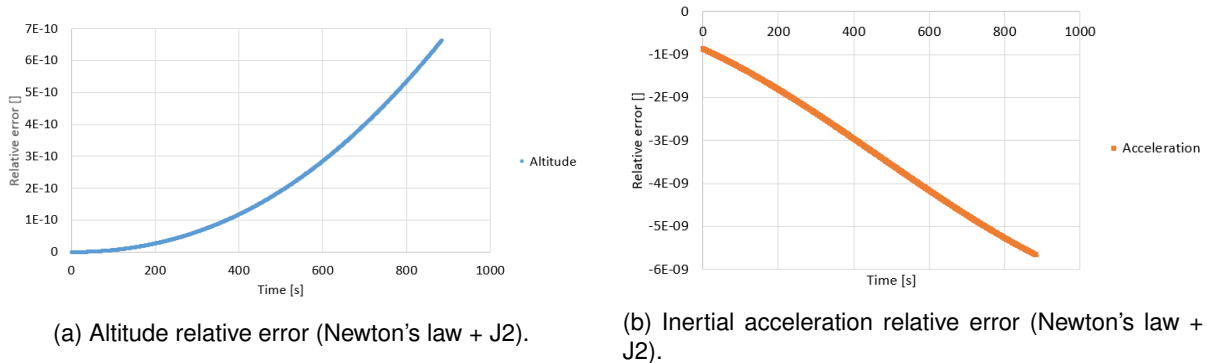 7E-10
6E-10
5E-10
4E-10
3E-10
2E-10
1E-10
0
Relative error []
0 200 400 600 800 1000
Time [s]
Altitude
(a) Altitude relative error (Newton's law + J2).
0
-1E-09
-2E-09
-3E-09
-4E-09
-5E-09
-6E-09
Relative error []
0 200 400 600 800 1000
Time [s]
Acceleration
(b) Inertial acceleration relative error (Newton's law +
J2).